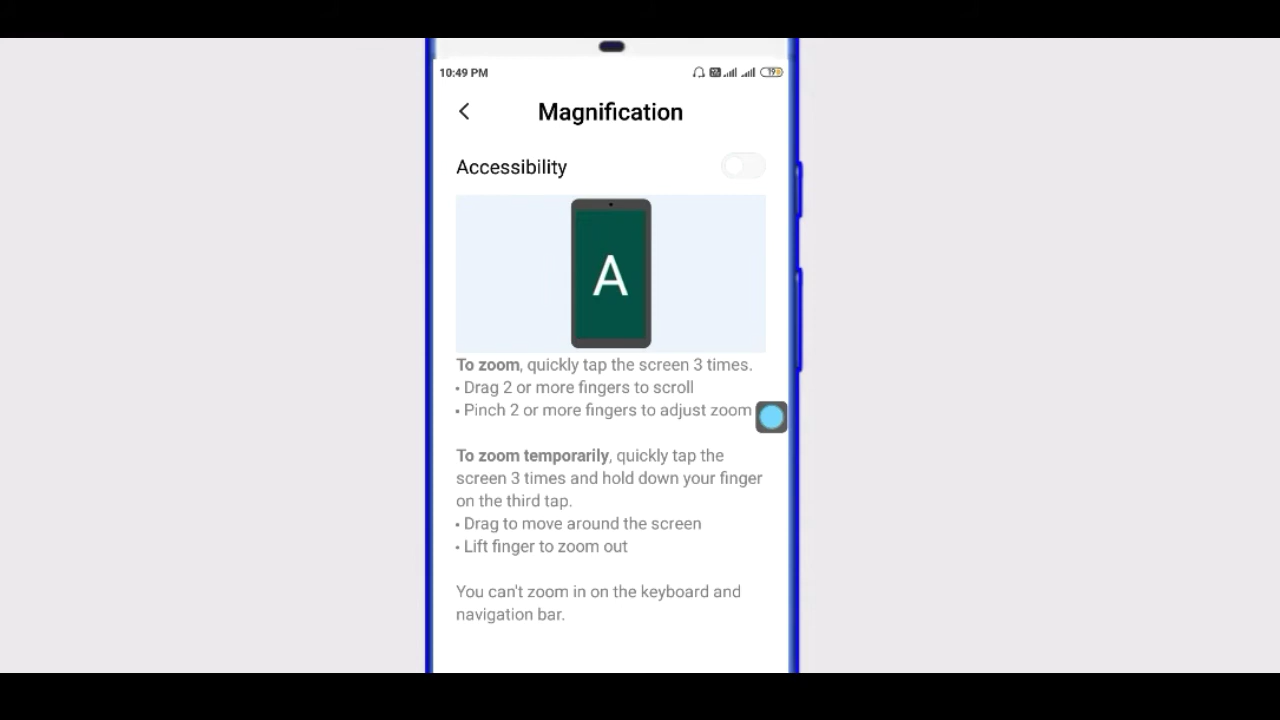 10:49 PM
Magnification
Accessibility
A
To zoom, quickly tap the screen 3 times.
• Drag 2 or more fingers to scroll
• Pinch 2 or more fingers to adjust zoom
To zoom temporarily, quickly tap the
screen 3 times and hold down your finger
on the third tap.
• Drag to move around the screen
• Lift finger to zoom out
You can't zoom in on the keyboard and
navigation bar.